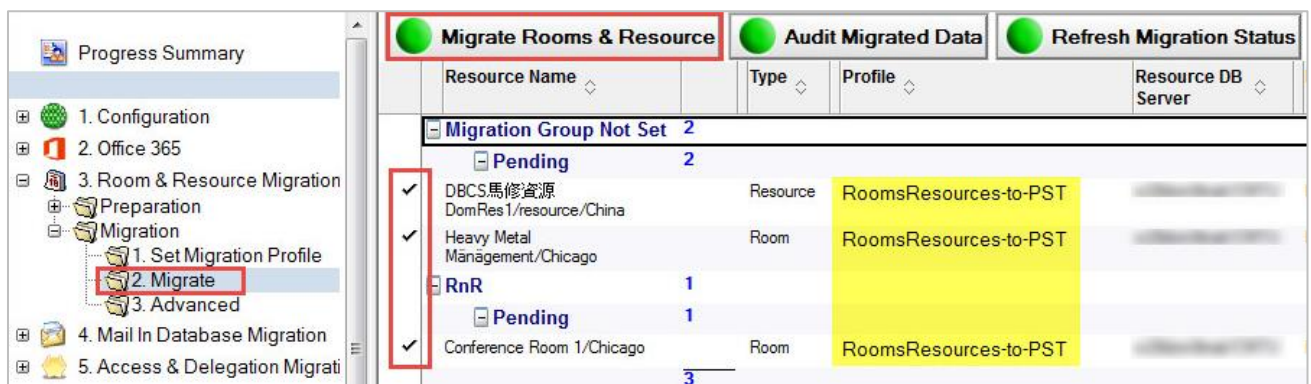 Progress Summary
1. Configuration
2. Office 365
3. Room & Resource Migration
Preparation
Migration
1. Set Migration Profile
2. Migrate
3. Advanced
4. Mail In Database Migration
5. Access & Delegation Migrati
Migrate Rooms & Resource Audit Migrated Data Refresh Migration Status
Resource Name Type Profile Resource DB
Server
Migration Group Not Set 2
Pending 2
DBCS馬修資源 Resource RoomsResources-to-PST
DomRes1/resource/China
Heavy Metal Room RoomsResources-to-PST
Mänägement/Chicago
RnR 1
Pending 1
Conference Room 1/Chicago Room RoomsResources-to-PST
3